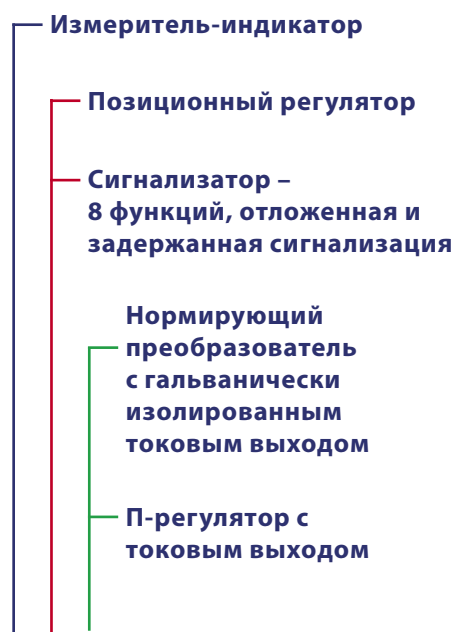 Измеритель-индикатор
Позиционный регулятор
Сигнализатор –
8 функций, отложенная и
задержанная сигнализация
Нормирующий
преобразователь
с гальванически
изолированным
токовым выходом
П-регулятор с
токовым выходом